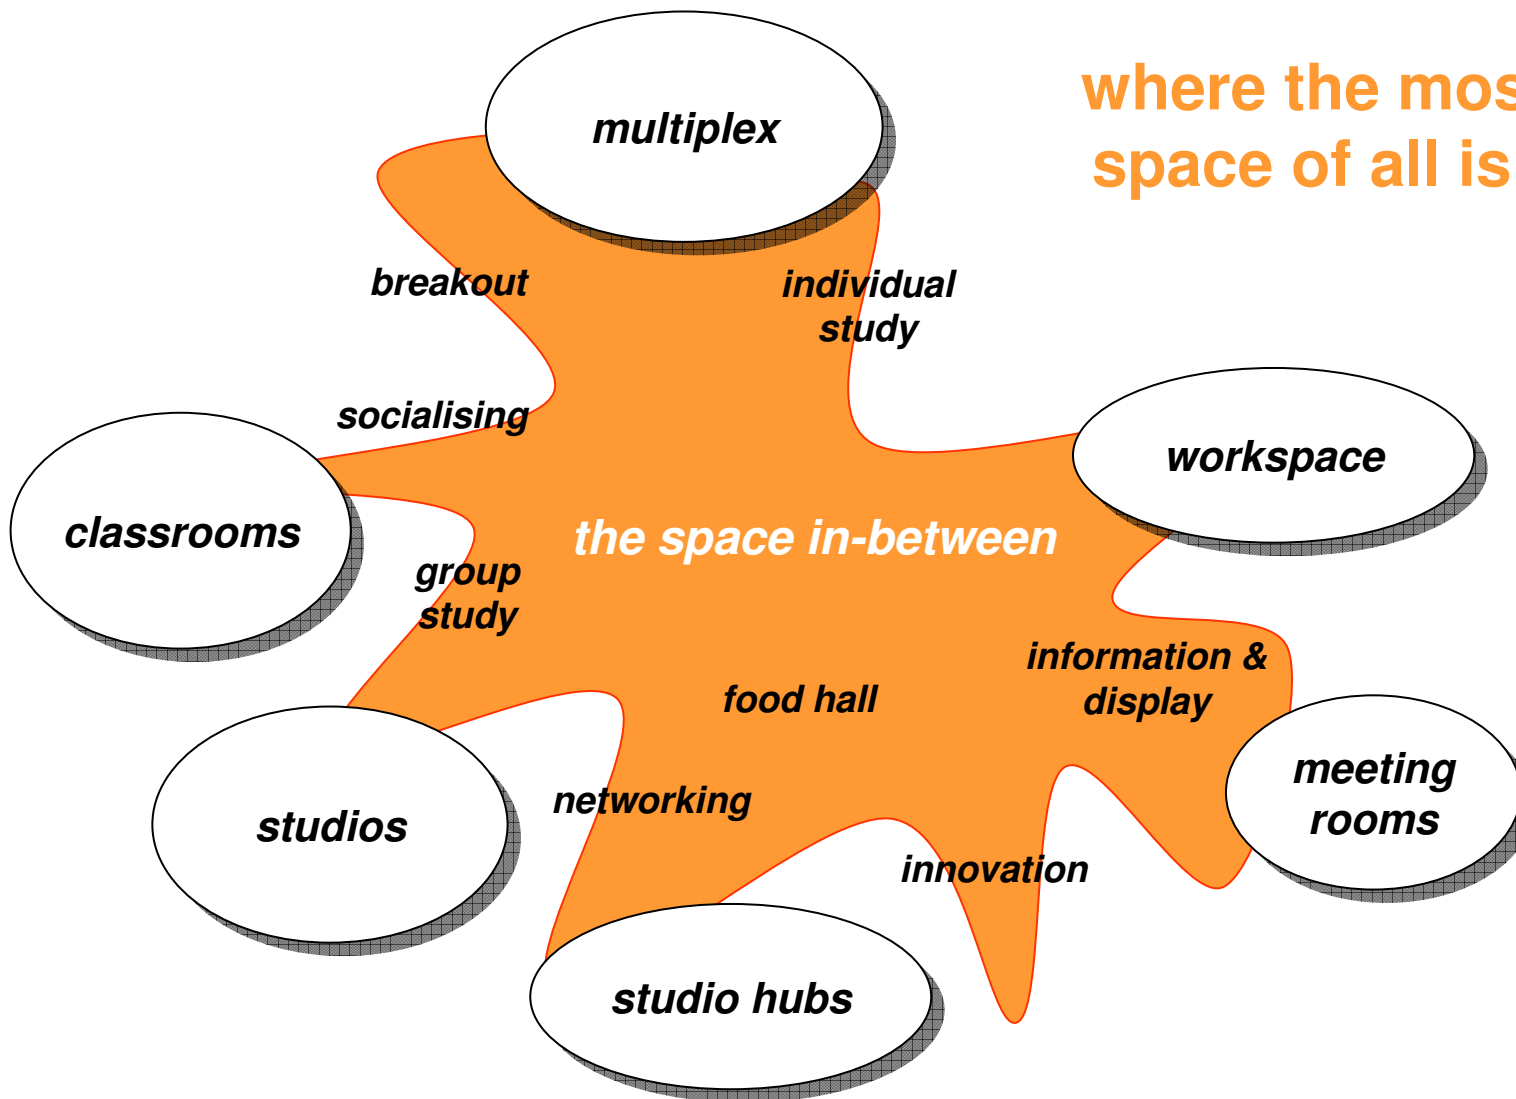 where the mos
space of all is
multiplex
breakout
individual
study
socialising
workspace
classrooms
the space in-between
group
study
information &
display
food hall
meeting
rooms
networking
studios
innovation
studio hubs